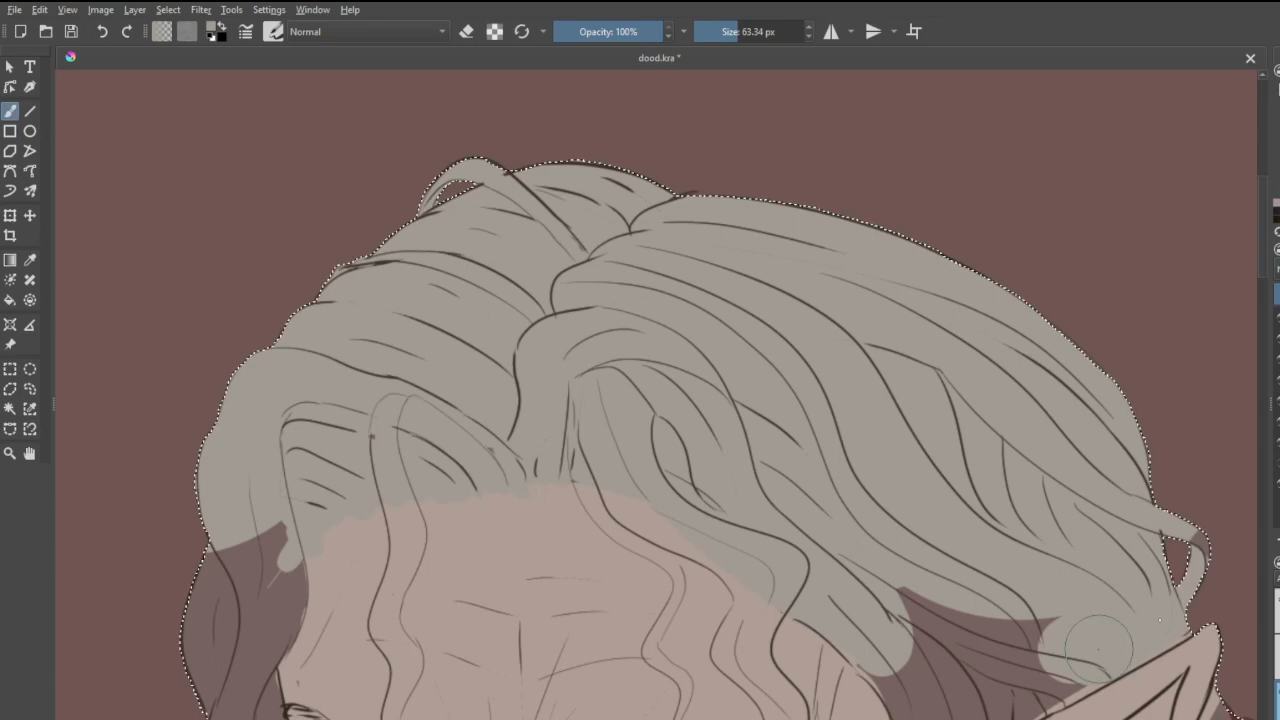 File Edit View Image Layer Select Filter Tools Settings Window Help
Normal Opacity: 100% Size: 63.34 px
dood.kra *